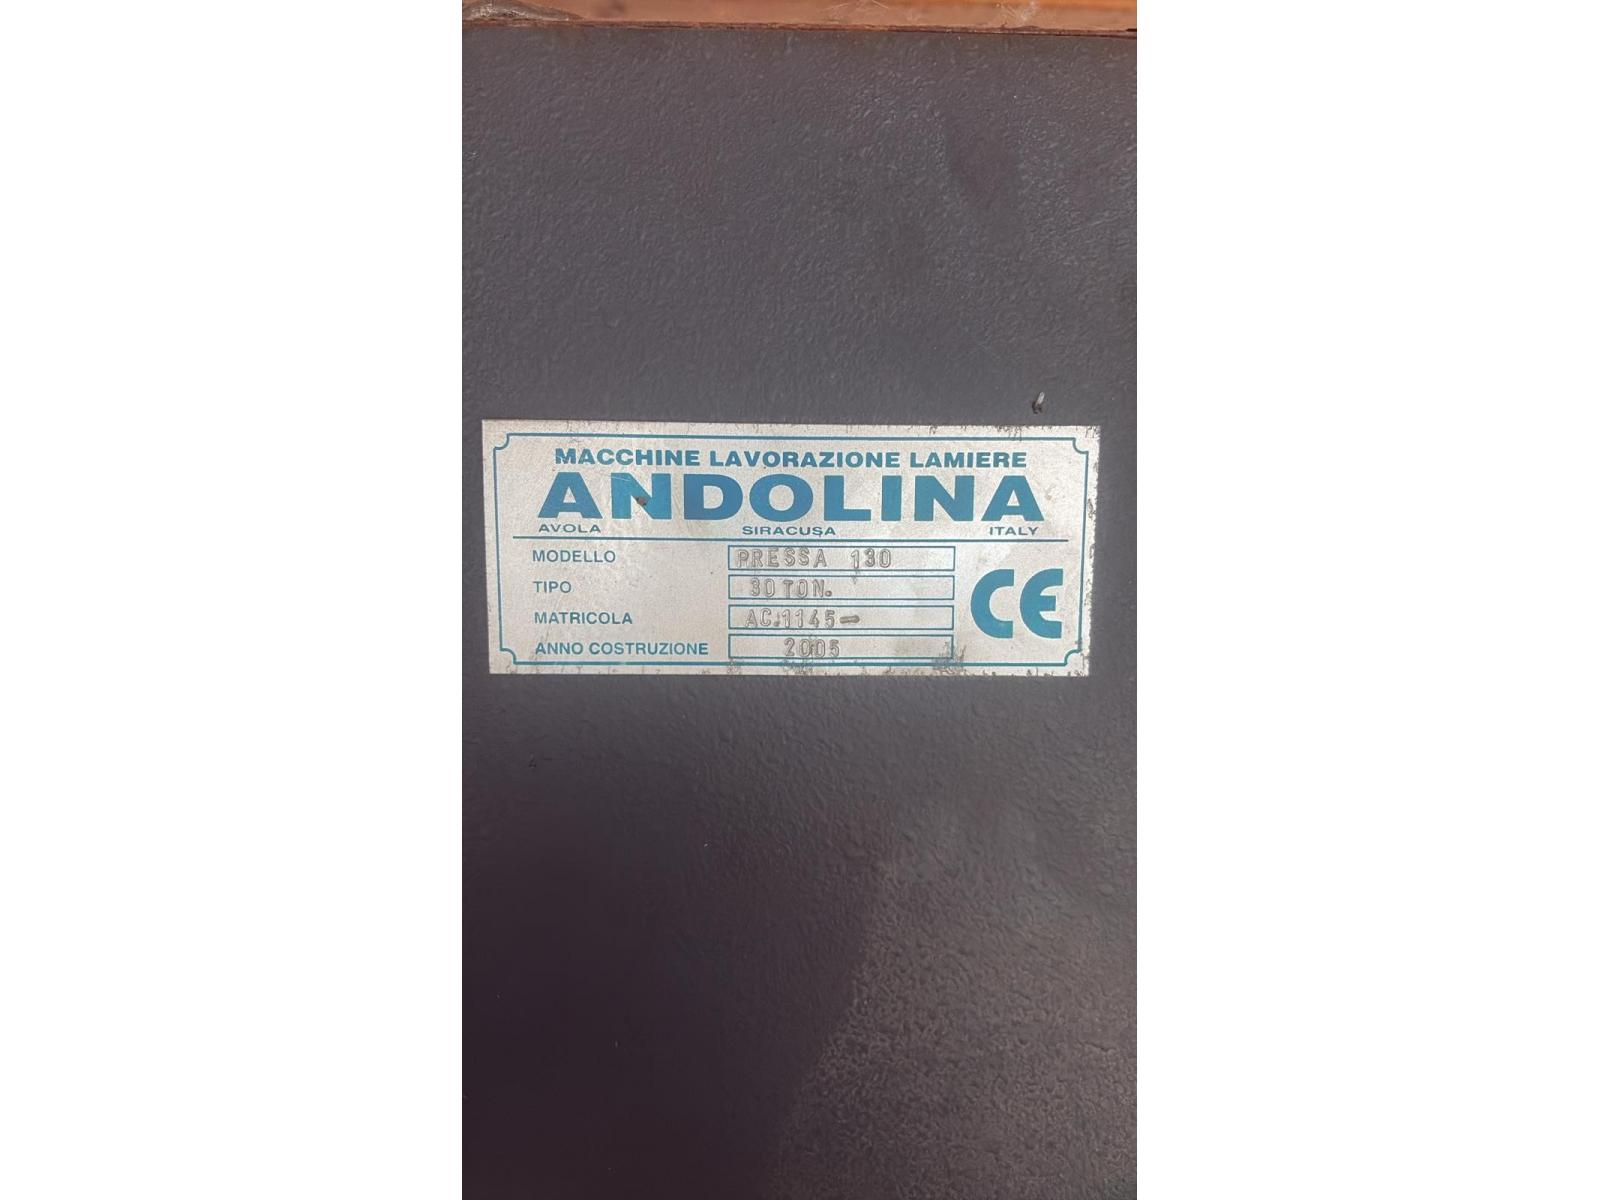 MACCHINE LAVORAZIONE LAMIERE
ANDOLINA
AVOLA SIRACUSA ITALY
MODELLO PRESSA 130
TIPO 30 TON.
MATRICOLA AC.1145-
ANNO COSTRUZIONE 2005
CE